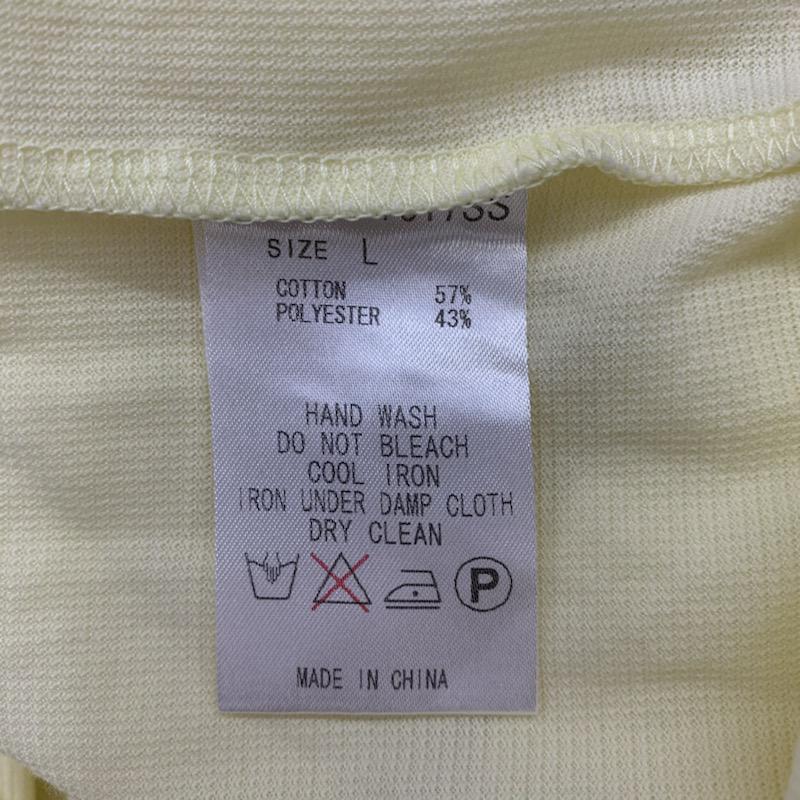 SIZE L
COTTON 57%
POLYESTER 43%
HAND WASH
DO NOT BLEACH
COOL IRON
IRON UNDER DAMP CLOTH
DRY CLEAN
P
MADE IN CHINA